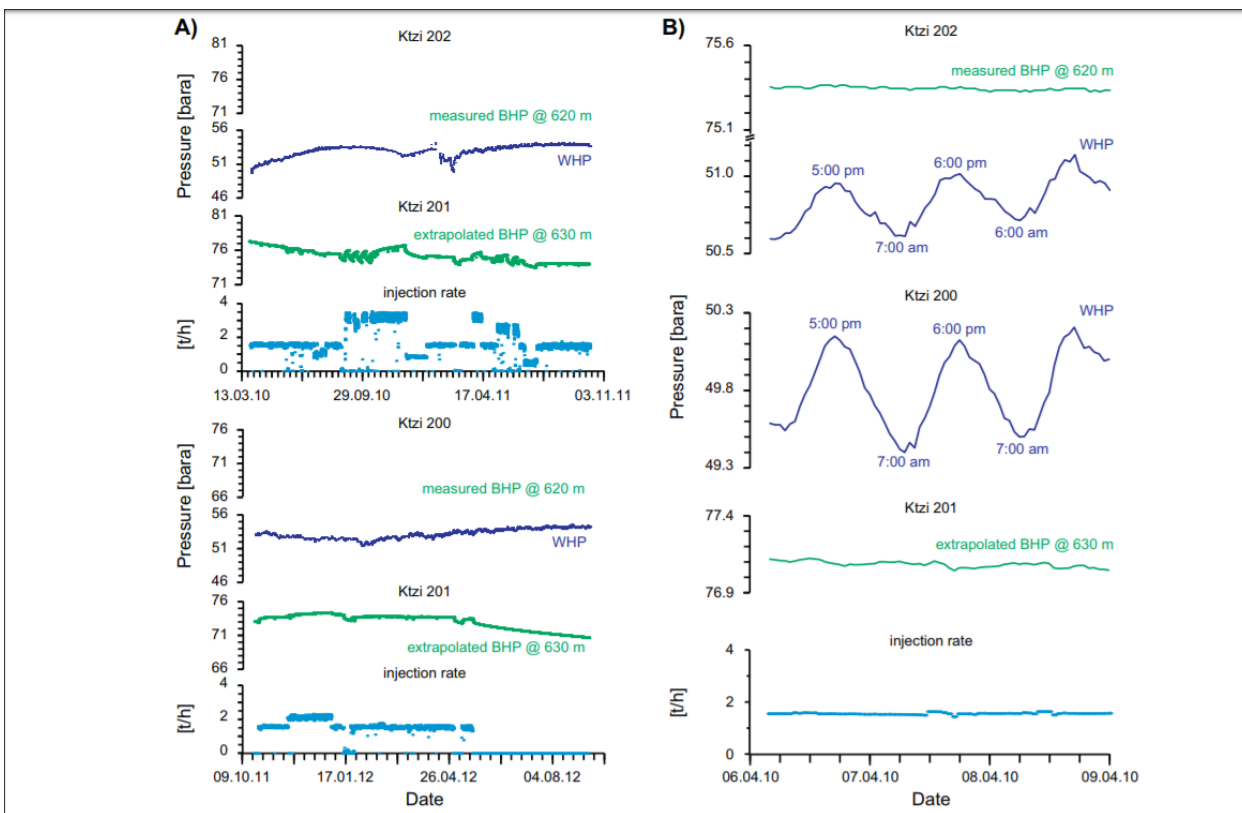 A)
Ktzi 202
81
76
71
measured BHP @ 620 m
56
51
46
WHP
Pressure [bara]
Ktzi 201
81
76
71
extrapolated BHP @ 630 m
injection rate
4
2
0
[t/h]
13.03.10 29.09.10 17.04.11 03.11.11
Ktzi 200
76
71
66
measured BHP @ 620 m
56
51
46
WHP
Pressure [bara]
Ktzi 201
76
71
66
extrapolated BHP @ 630 m
injection rate
4
2
0
[t/h]
09.10.11 17.01.12 26.04.12 04.08.12
Date
B)
Ktzi 202
75.6
measured BHP @ 620 m
75.1
WHP
51.0
5:00 pm
6:00 pm
7:00 am
6:00 am
50.5
Ktzi 200
Pressure [bara]
50.3
WHP
5:00 pm
6:00 pm
49.8
7:00 am
7:00 am
49.3
Ktzi 201
77.4
extrapolated BHP @ 630 m
76.9
injection rate
4
2
0
[t/h]
06.04.10 07.04.10 08.04.10 09.04.10
Date